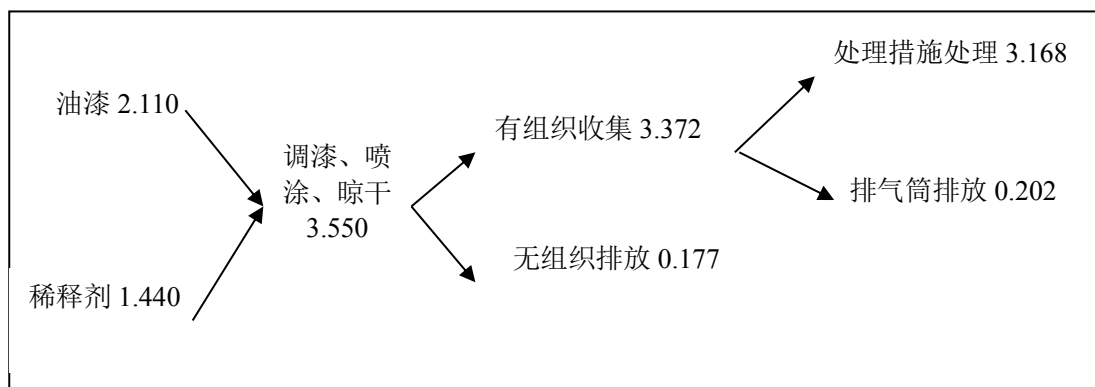 处理措施处理 3.168
油漆 2.110
有组织收集 3.372
调漆、喷
涂、晾干
3.550
排气筒排放 0.202
无组织排放 0.177
稀释剂 1.440